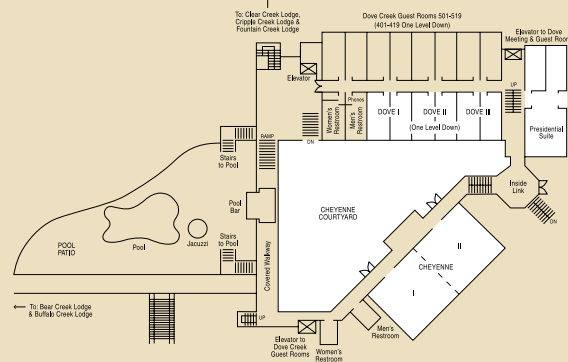 To: Clear Creek Lodge,
Cripple Creek Lodge &
Fountain Creek Lodge
Dove Creek Guest Rooms 501-519
(401-419 One Level Down)
Elevator to Dove
Meeting & Guest Room
Elevator
UP
Phones
Women's
Restroom
Men's
Restroom
DOVE I
DOVE II
DOVE III
(One Level Down)
Presidential
Suite
RAMP
DN
Stairs
to Pool
Inside
Link
DN
Pool
Bar
CHEYENNE
COURTYARD
POOL
PATIO
Pool
Jacuzzi
Stairs
to Pool
Covered Walkway
II
CHEYENNE
I
To: Bear Creek Lodge
& Buffalo Creek Lodge
UP
Elevator to
Dove Creek
Guest Rooms
Women's
Restroom
Men's
Restroom